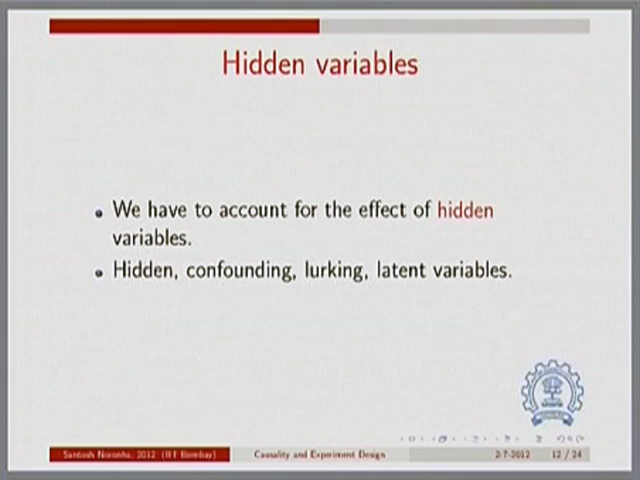 Hidden variables
We have to account for the effect of hidden
variables.
Hidden, confounding, lurking, latent variables.
Santosh Noronha, 2012 (IIT Bombay)
Causality and Experiment Design
2-7-2012
12 / 24